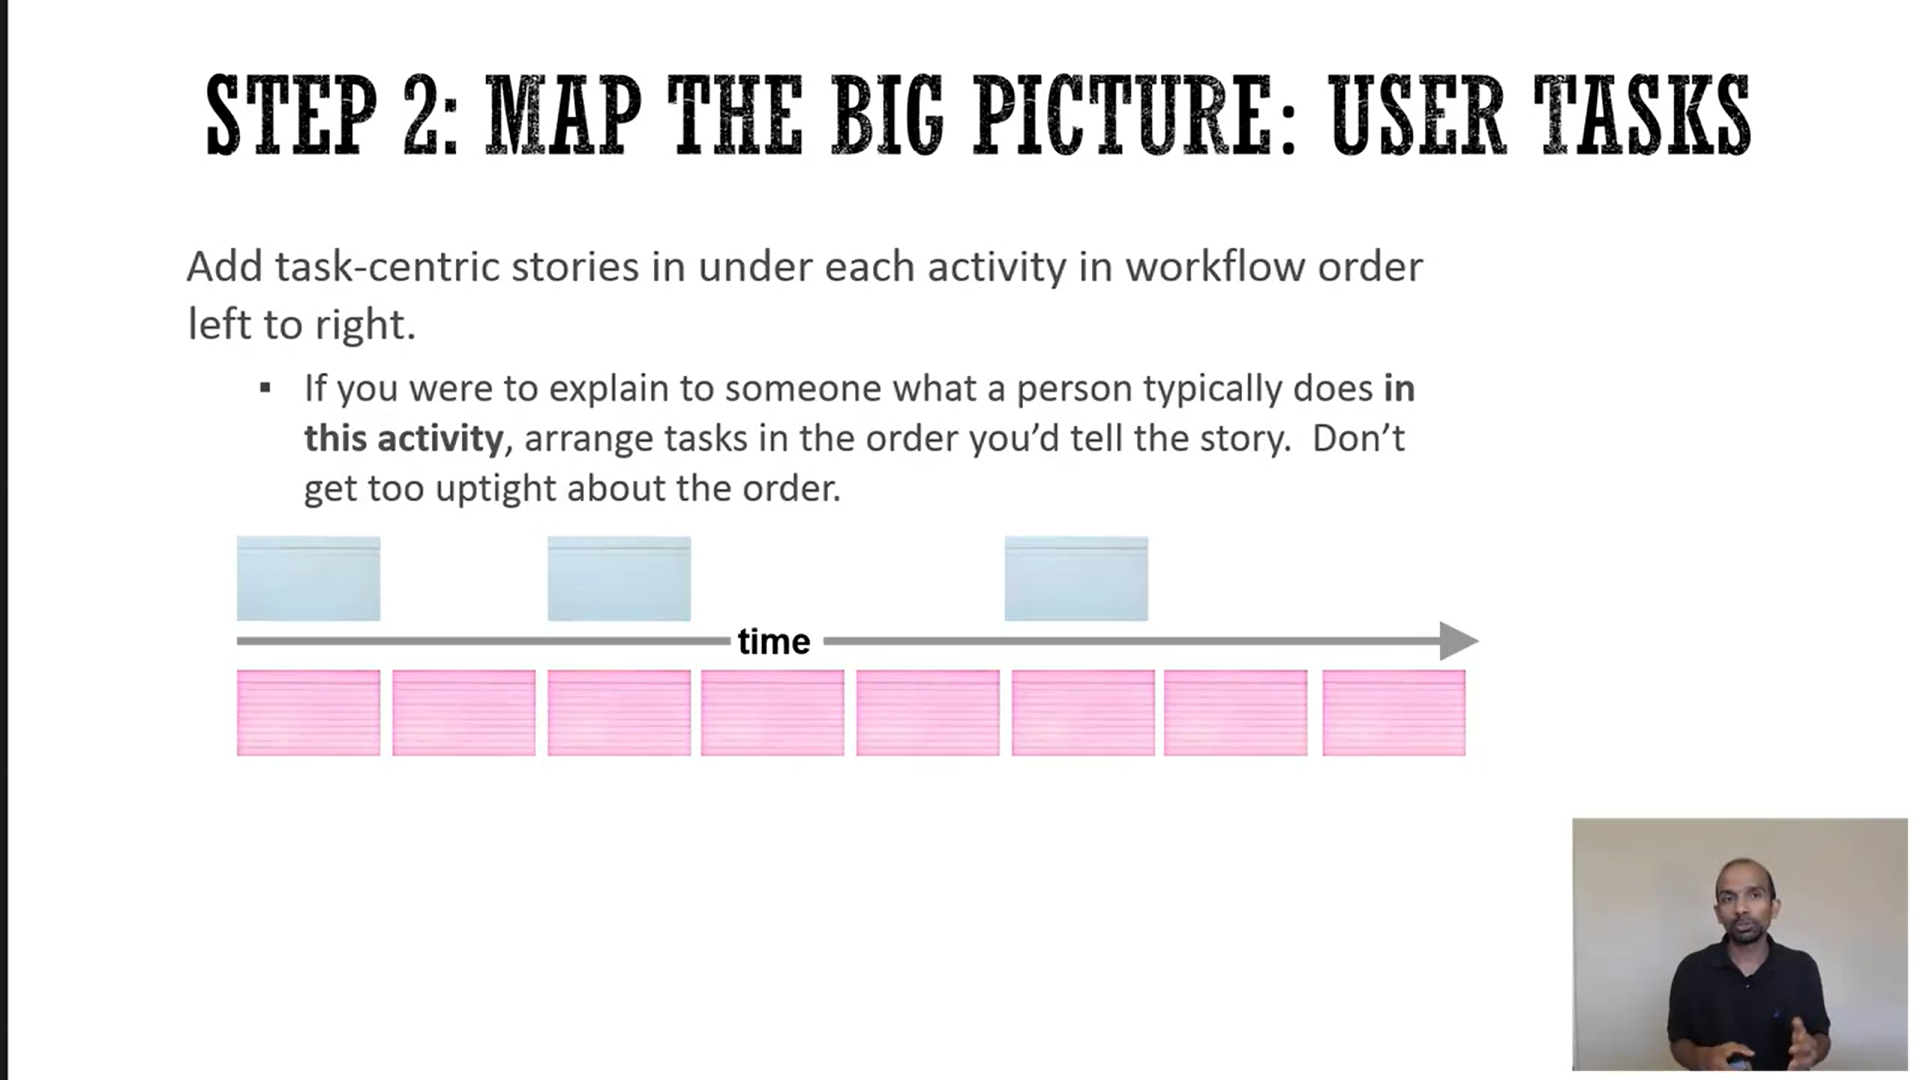 STEP 2: MAP THE BIG PICTURE: USER TASKS
Add task-centric stories in under each activity in workflow order
left to right.
▪ If you were to explain to someone what a person typically does in
this activity, arrange tasks in the order you’d tell the story.  Don’t
get too uptight about the order.
time